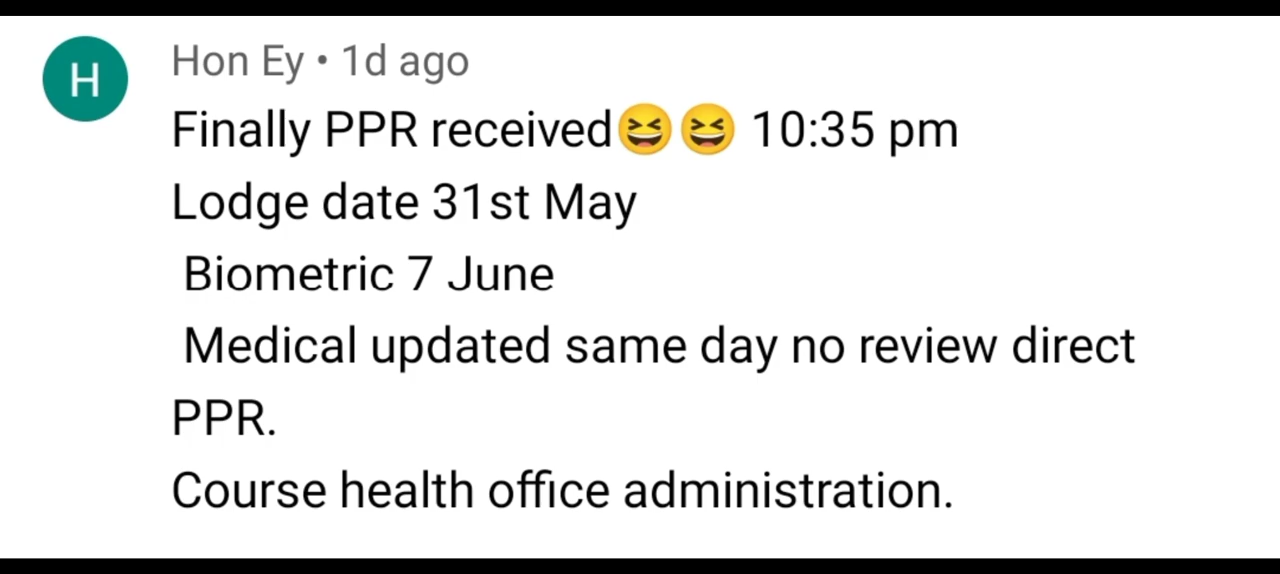 H
Hon Ey • 1d ago
Finally PPR received😆😆 10:35 pm
Lodge date 31st May
Biometric 7 June
Medical updated same day no review direct
PPR.
Course health office administration.